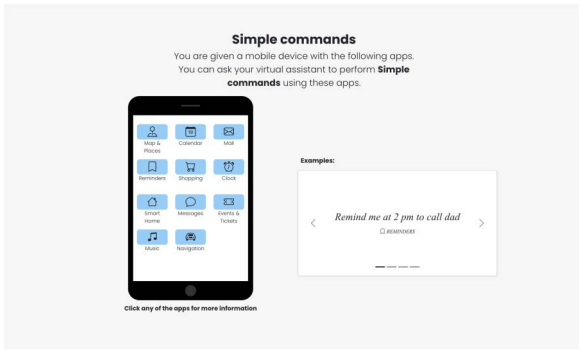 Simple commands
You are given a mobile device with the following apps.
You can ask your virtual assistant to perform Simple
commands using these apps.
Map &
Places
Calendar
Mail
Reminders
Shopping
Clock
Smart
Home
Messages
Events &
Tickets
Music
Navigation
Click any of the apps for more information
Examples:
Remind me at 2 pm to call dad
REMINDERS